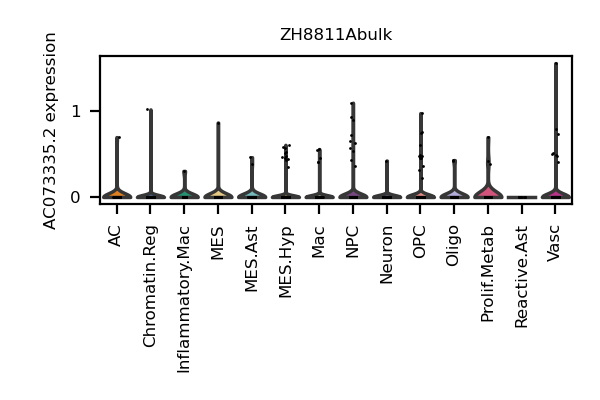 ZH8811Abulk
AC073335.2 expression
1
0
AC
Chromatin.Reg
Inflammatory.Mac
MES
MES.Ast
MES.Hyp
Mac
NPC
Neuron
OPC
Oligo
Prolif.Metab
Reactive.Ast
Vasc